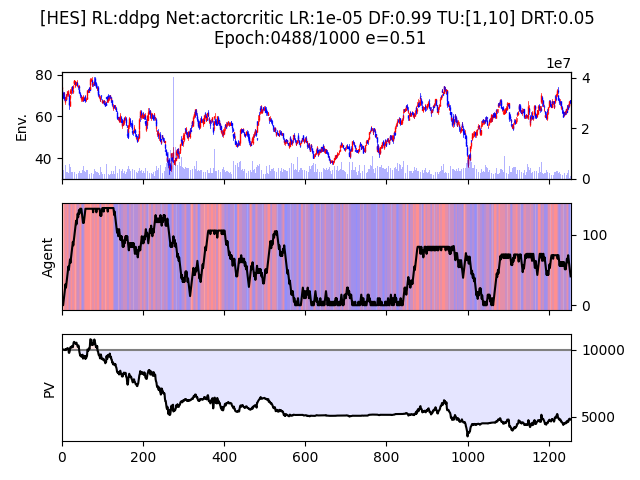 [HES] RL:ddpg Net:actorcritic LR:1e-05 DF:0.99 TU:[1,10] DRT:0.05
Epoch:0488/1000 e=0.51
1e7
80
60
40
Env.
4
2
0
Agent
100
0
PV
10000
5000
0 200 400 600 800 1000 1200